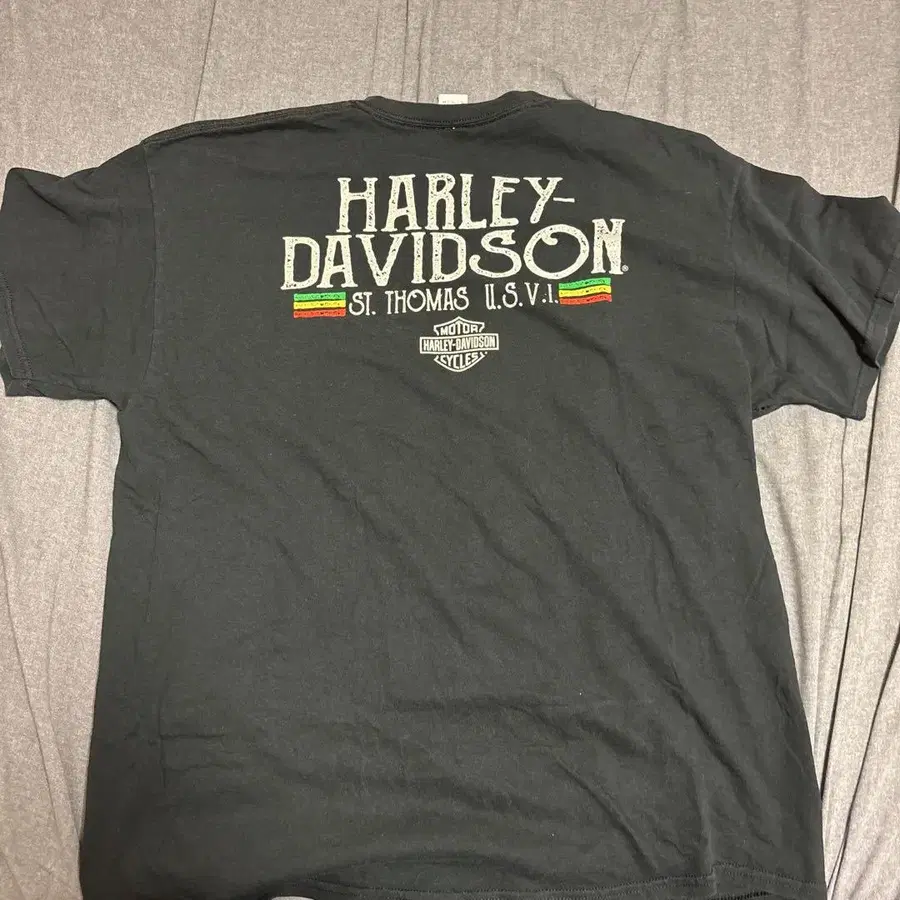 HARLEY-
DAVIDSON®
ST. THOMAS U.S.V.I.
MOTOR
HARLEY-DAVIDSON
CYCLES